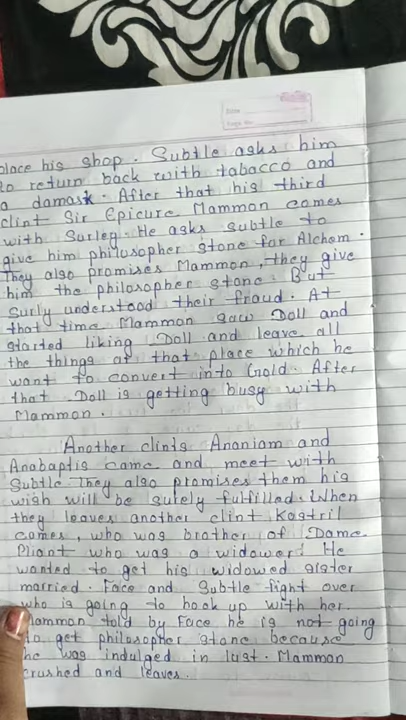 Date
place his shop. Subtle asks him
to return back with tobacco and
a damask. After that his third
clint Sir Epicure Mammon comes
with Surley. He asks subtle to
give him philosopher stone for Alchem.
They also promises Mammon, they give
him the philosopher stone. But
Surly understood their fraud. At
that time Mammon saw Doll and
started liking Doll and leave all
the things at that place which he
want to convert into Gold. After
that Doll is getting busy with
Mammon.
Another clints Ananiam and
Anabaptis came and meet with
Subtle They also promises them his
wish will be surely fulfilled. When
they leaves another clint Kastril
comes, who was brother of Dame
Pliant who was a widower. He
wanted to get his widowed sister
married. Face and Subtle fight over
who is going to hook up with her.
Mammon told by Face he is not going
to get philosopher stone because
he was indulged in lust. Mammon
crushed and leaves.